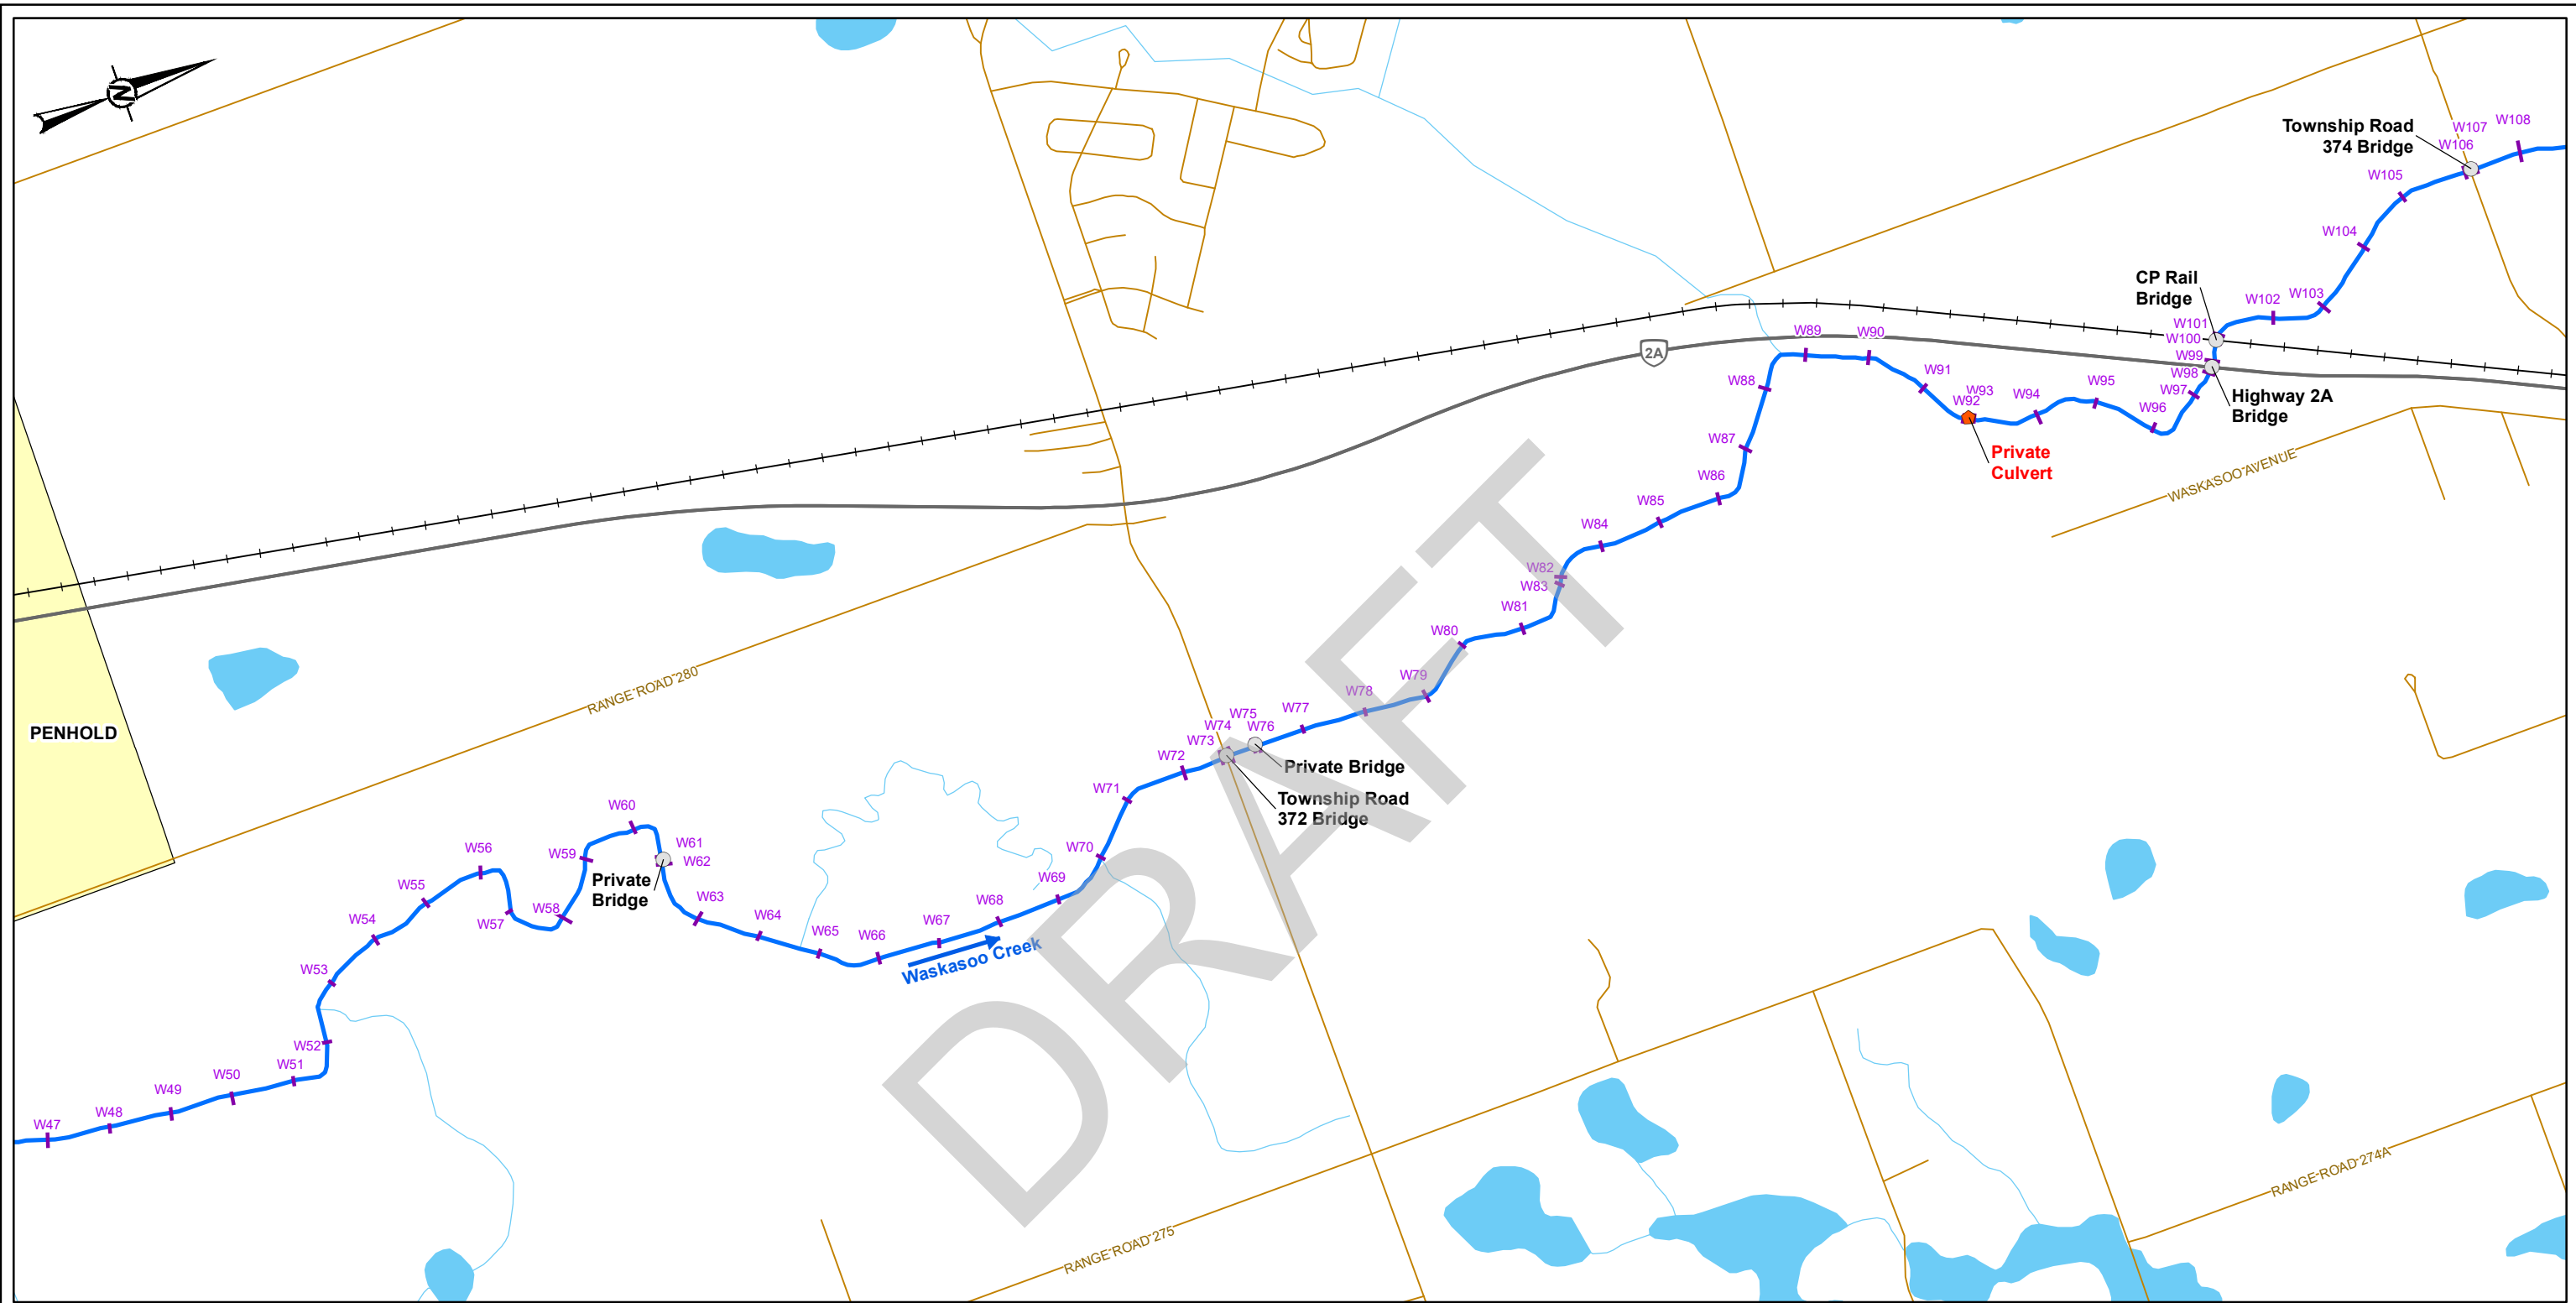 N
Township Road
374 Bridge
W107
W108
W106
W105
W104
CP Rail
Bridge
W103
W102
W101
W100
W99
W98
W97
Highway 2A
Bridge
2A
W89
W90
W91
W93
W92
W94
W95
W96
Private
Culvert
WASKASOO AVENUE
W88
W87
W86
W85
W84
W82
W83
W81
W80
W79
W78
W77
W75
W76
W74
W73
W72
W71
Private Bridge
Township Road
372 Bridge
RANGE ROAD 280
PENHOLD
W70
W69
W68
W67
W66
W65
W64
W63
W60
W61
W62
W59
Private
Bridge
W58
W57
W56
W55
W54
W53
W52
W51
W50
W49
W48
W47
Waskasoo Creek
DRAFT
RANGE ROAD 275
RANGE ROAD 274A